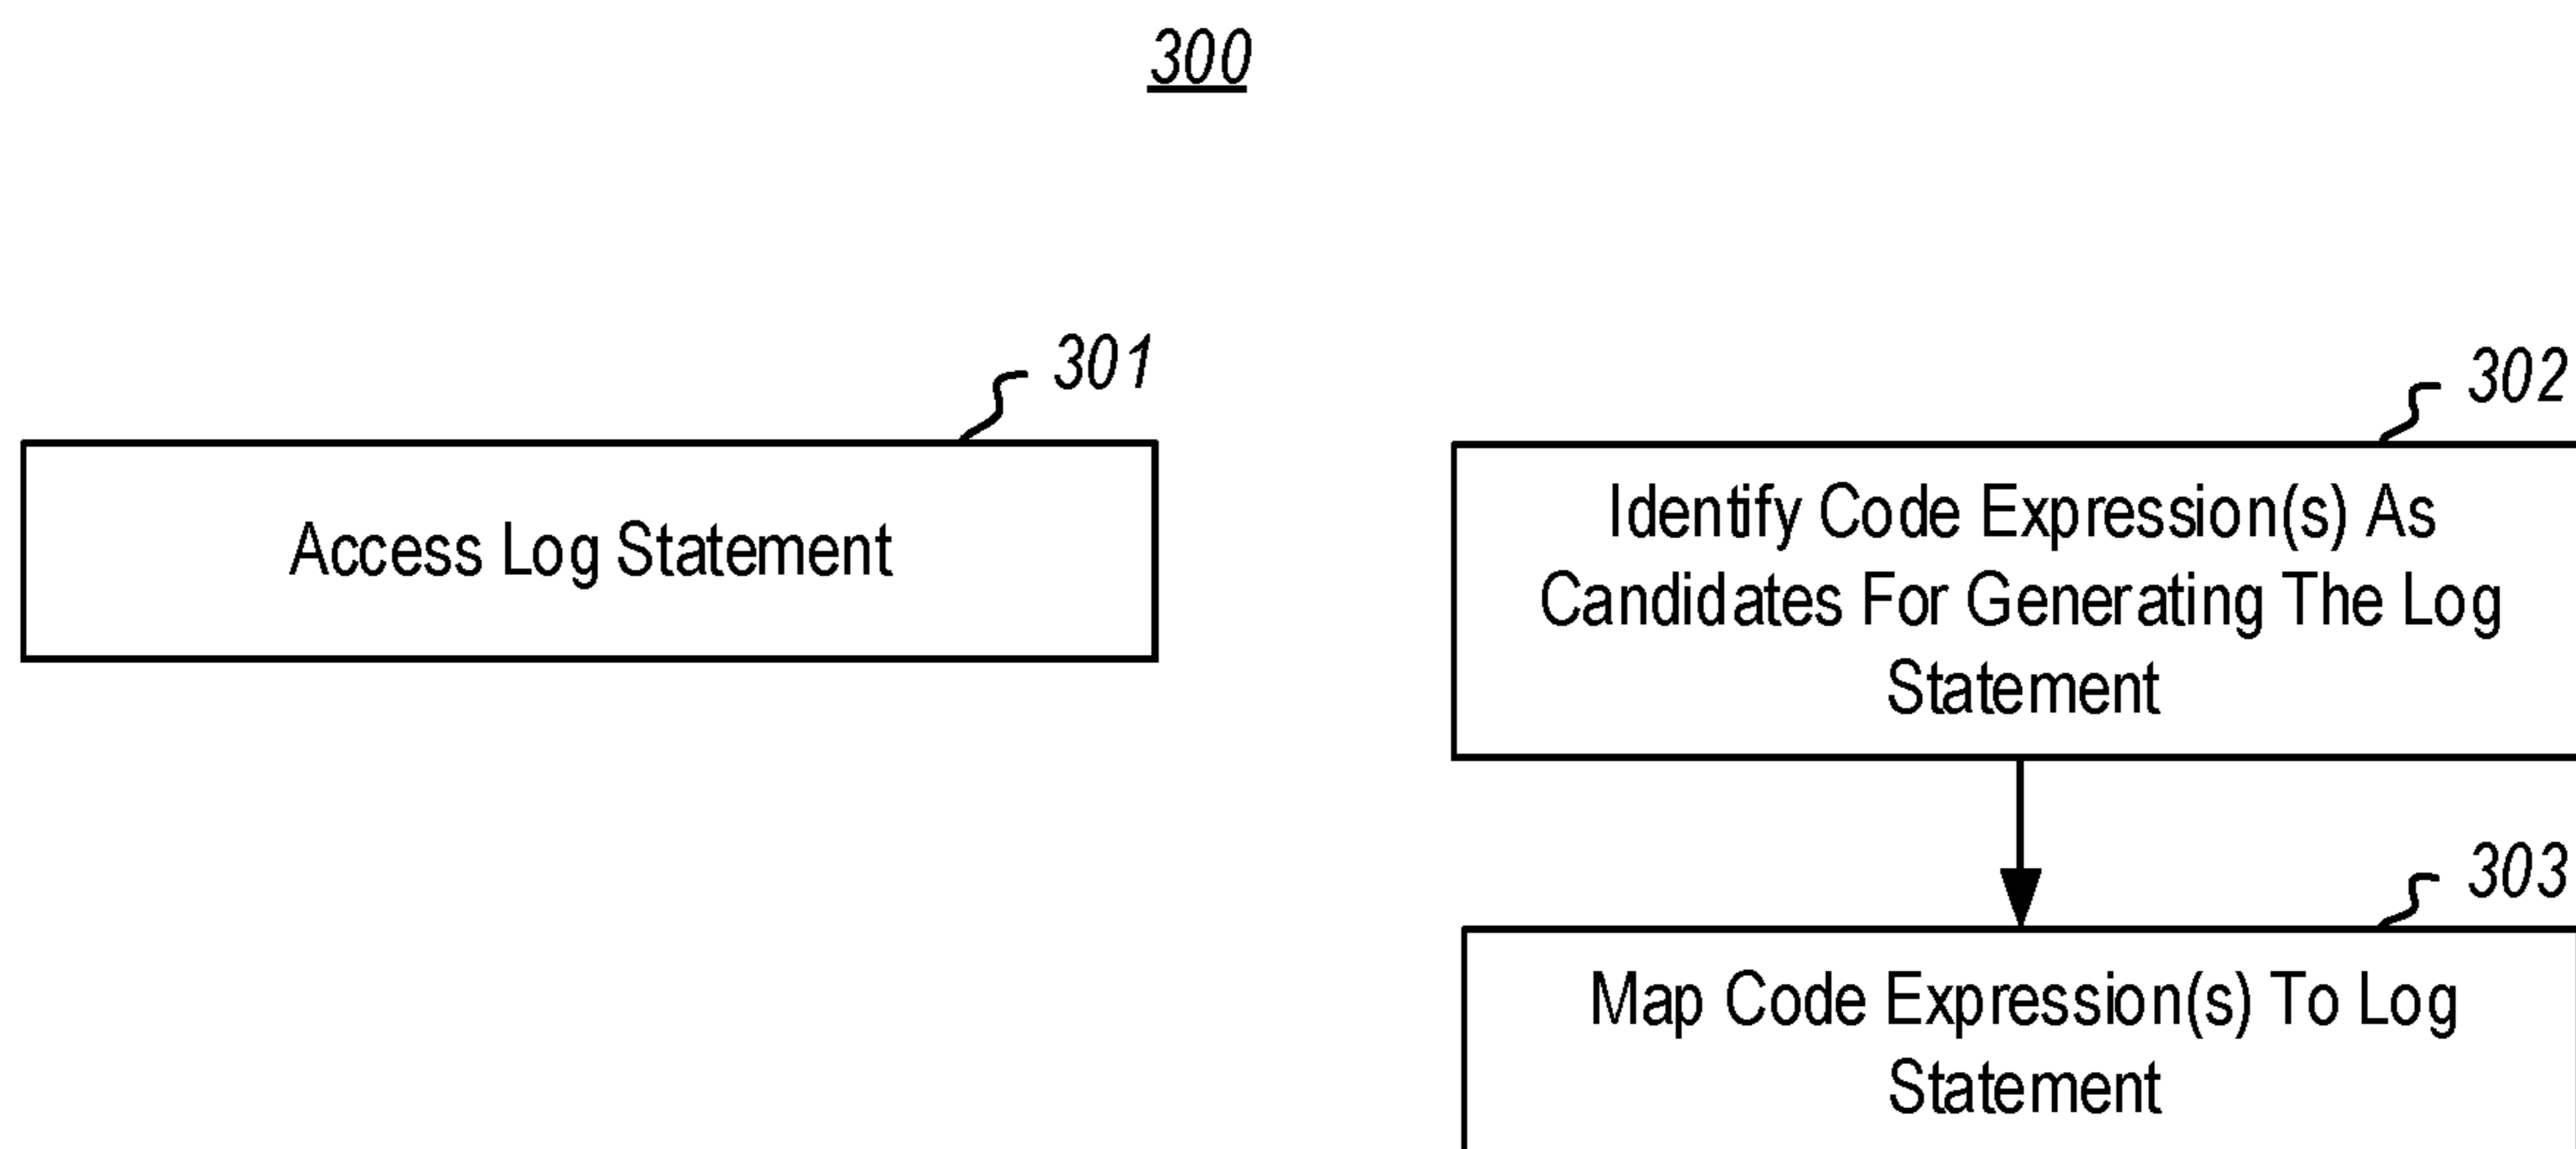 300
301
Access Log Statement
302
Identify Code Expression(s) As
Candidates For Generating The Log
Statement
303
Map Code Expression(s) To Log
Statement